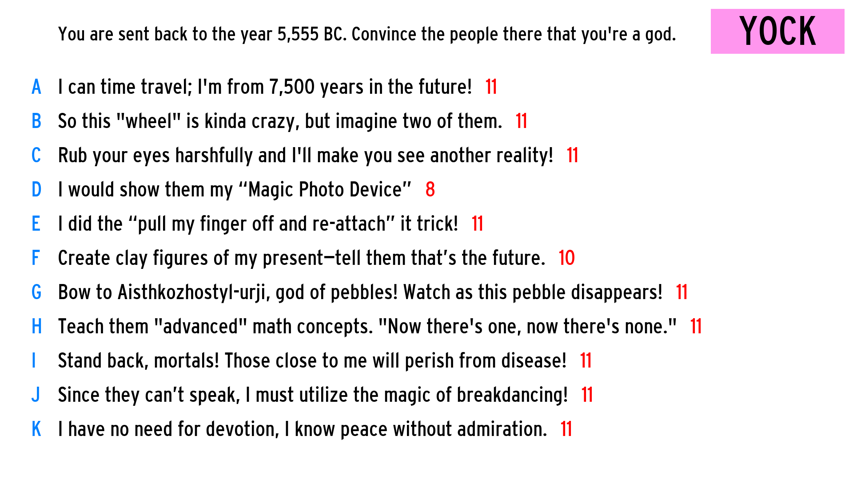 You are sent back to the year 5,555 BC. Convince the people there that you're a god.
YOCK
A I can time travel; I'm from 7,500 years in the future! 11
B So this "wheel" is kinda crazy, but imagine two of them. 11
C Rub your eyes harshfully and I'll make you see another reality! 11
D I would show them my “Magic Photo Device” 8
E I did the “pull my finger off and re-attach” it trick! 11
F Create clay figures of my present—tell them that’s the future. 10
G Bow to Aisthkozhostyl-urji, god of pebbles! Watch as this pebble disappears! 11
H Teach them "advanced" math concepts. "Now there's one, now there's none." 11
I Stand back, mortals! Those close to me will perish from disease! 11
J Since they can’t speak, I must utilize the magic of breakdancing! 11
K I have no need for devotion, I know peace without admiration. 11